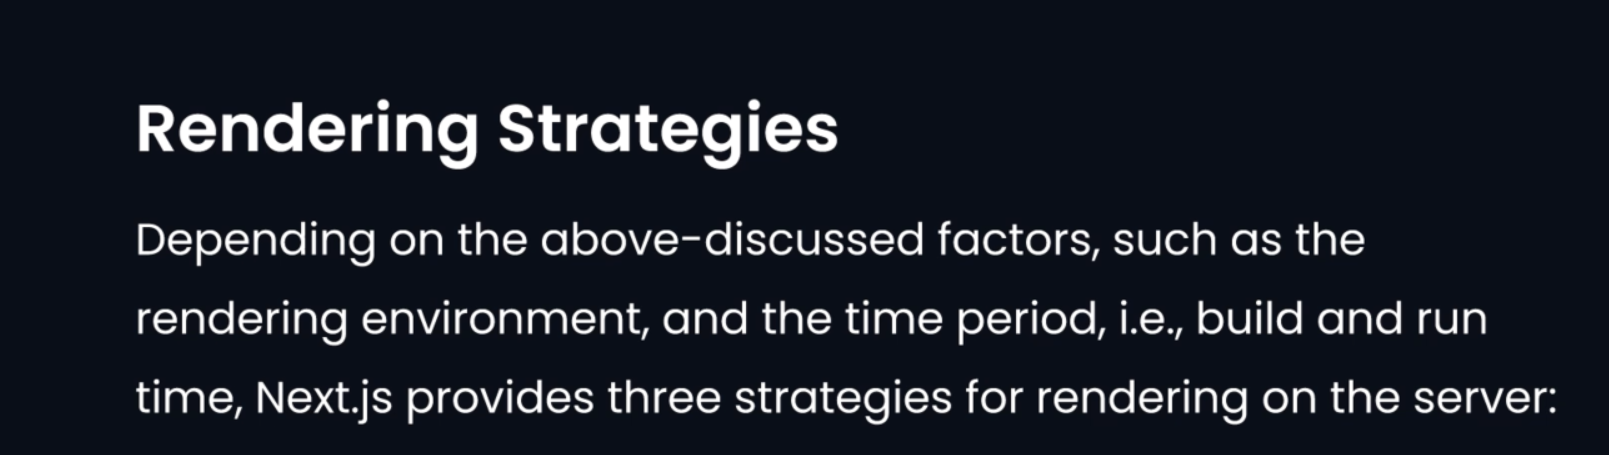 Rendering Strategies
Depending on the above-discussed factors, such as the
rendering environment, and the time period, i.e., build and run
time, Next.js provides three strategies for rendering on the server: